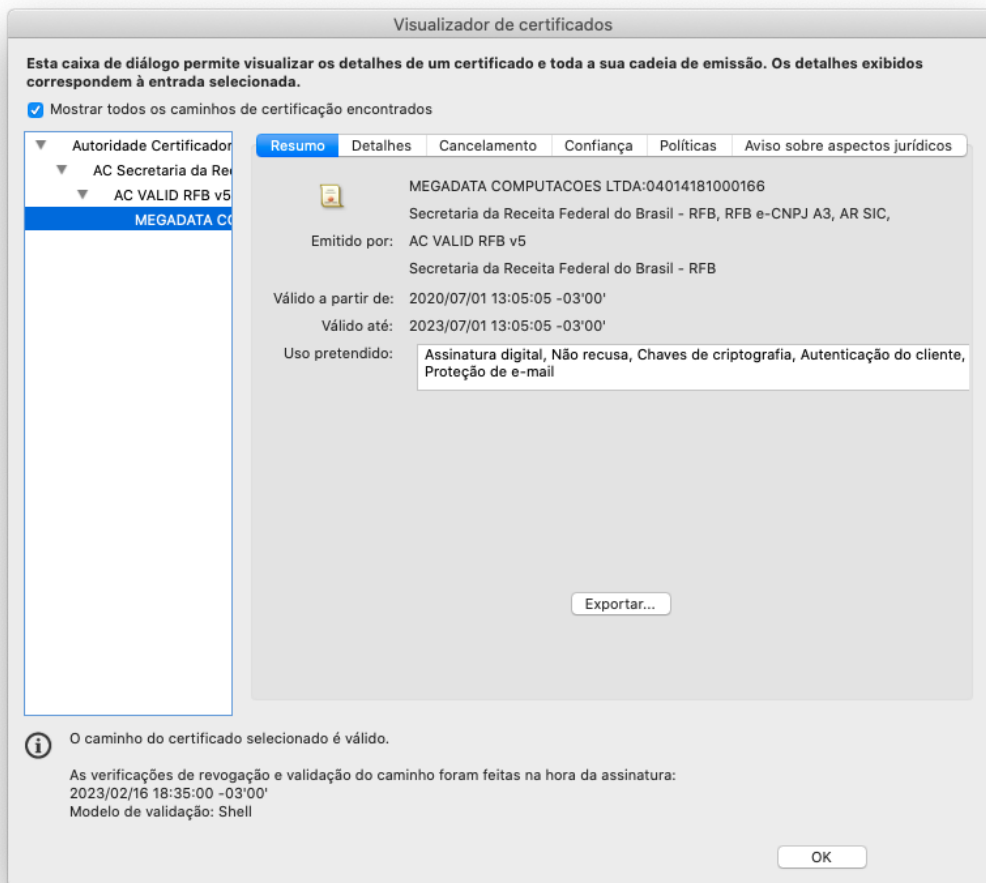 Visualizador de certificados
Esta caixa de diálogo permite visualizar os detalhes de um certificado e toda a sua cadeia de emissão. Os detalhes exibidos
correspondem à entrada selecionada.
Mostrar todos os caminhos de certificação encontrados
Autoridade Certificador
AC Secretaria da Re
AC VALID RFB v5
MEGADATA CO
Resumo Detalhes Cancelamento Confiança Políticas Aviso sobre aspectos jurídicos
MEGADATA COMPUTACOES LTDA:04014181000166
Secretaria da Receita Federal do Brasil - RFB, RFB e-CNPJ A3, AR SIC,
Emitido por: AC VALID RFB v5
Secretaria da Receita Federal do Brasil - RFB
Válido a partir de: 2020/07/01 13:05:05 -03'00'
Válido até: 2023/07/01 13:05:05 -03'00'
Uso pretendido: Assinatura digital, Não recusa, Chaves de criptografia, Autenticação do cliente,
Proteção de e-mail
Exportar...
O caminho do certificado selecionado é válido.
As verificações de revogação e validação do caminho foram feitas na hora da assinatura:
2023/02/16 18:35:00 -03'00'
Modelo de validação: Shell
OK